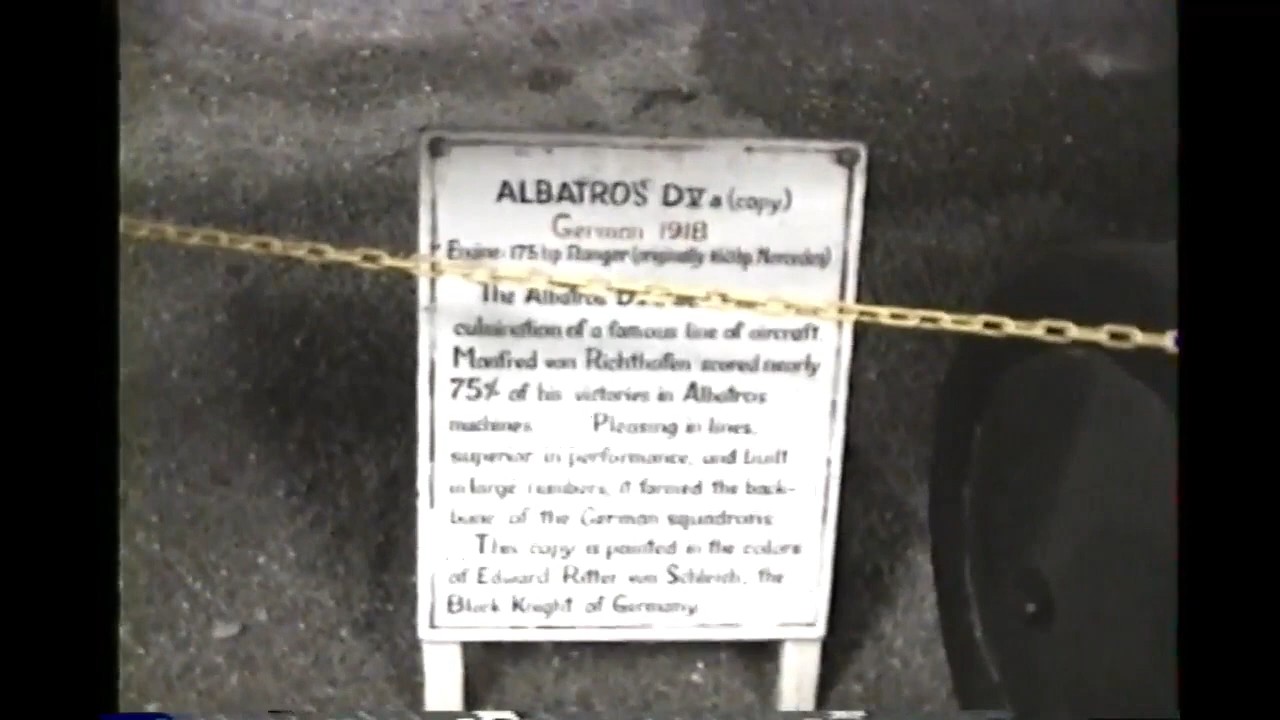 ALBATROS D V a (copy)
German 1918
Engine: 175 hp Ranger (originally 160hp Mercedes)
The Albatros
culmination of a famous line of aircraft.
Manfred von Richthofen scored nearly
75% of his victories in Albatros
machines. Pleasing in lines,
superior in performance, and built
in large numbers, it formed the back-
bone of the German squadrons.
This copy is painted in the colors
of Edward Ritter von Schleich, the
Black Knight of Germany.